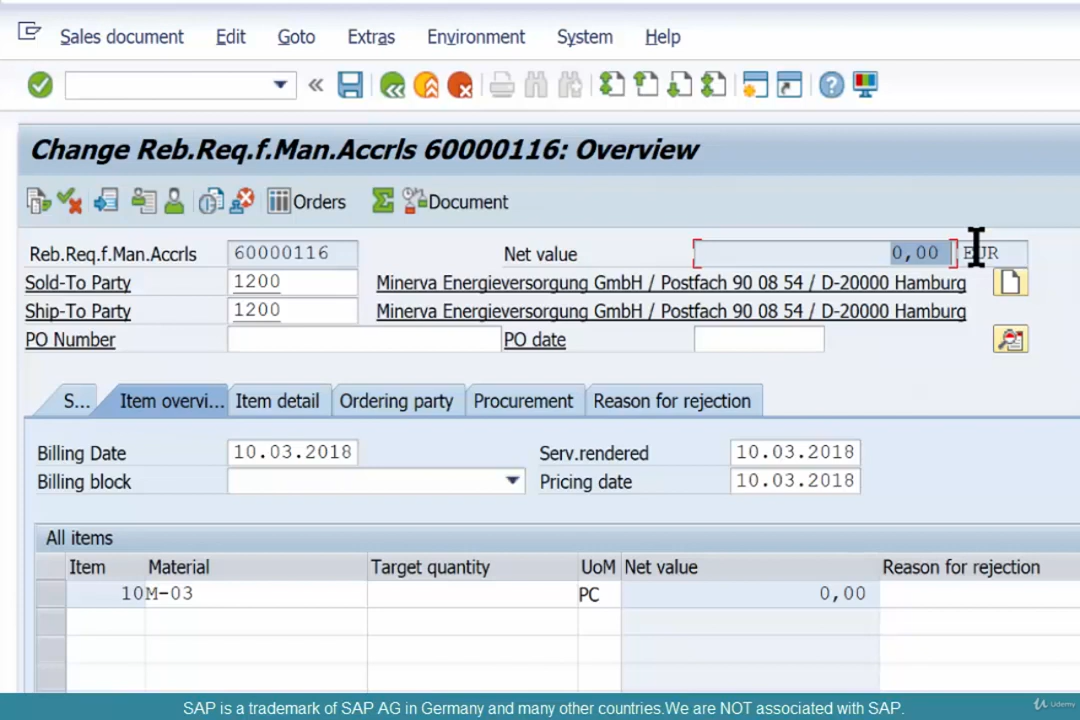 Sales document Edit Goto Extras Environment System Help
«
Change Reb.Req.f.Man.Accrls 60000116: Overview
Orders Document
Reb.Req.f.Man.Accrls 60000116 Net value 0,00 EUR
Sold-To Party 1200 Minerva Energieversorgung GmbH / Postfach 90 08 54 / D-20000 Hamburg
Ship-To Party 1200 Minerva Energieversorgung GmbH / Postfach 90 08 54 / D-20000 Hamburg
PO Number PO date
S... Item overvi... Item detail Ordering party Procurement Reason for rejection
Billing Date 10.03.2018 Serv.rendered 10.03.2018
Billing block Pricing date 10.03.2018
All items
Item Material Target quantity UoM Net value Reason for rejection
10 M-03 PC 0,00
SAP is a trademark of SAP AG in Germany and many other countries.We are NOT associated with SAP.
Udemy